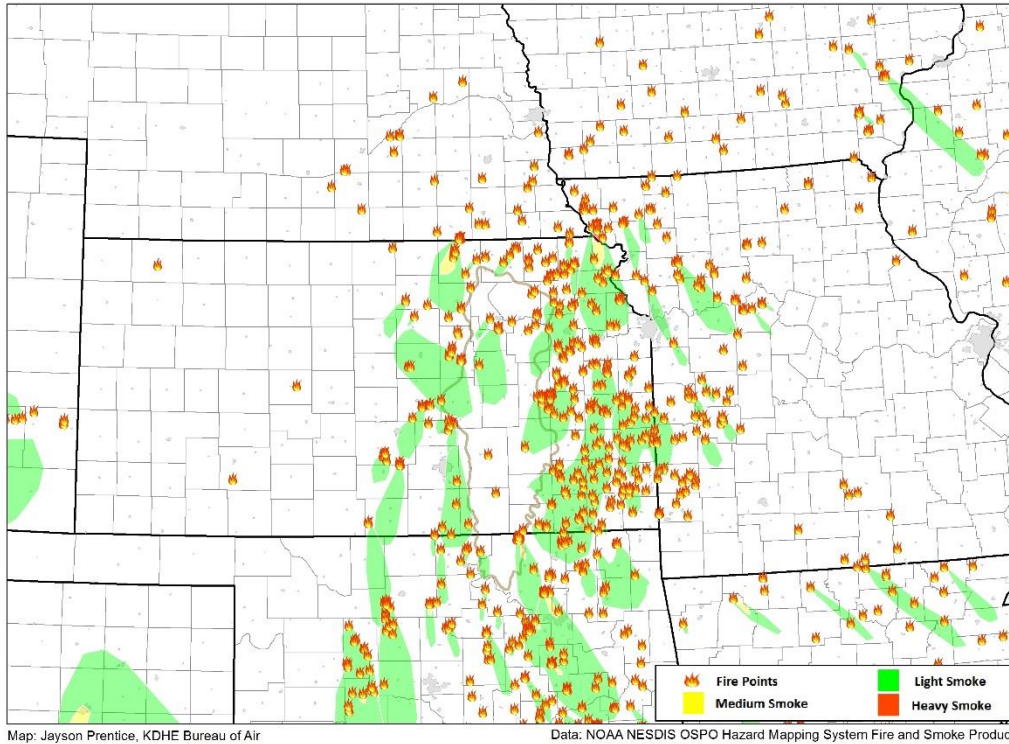 Fire Points
Light Smoke
Medium Smoke
Heavy Smoke
Map: Jayson Prentice, KDHE Bureau of Air
Data: NOAA NESDIS OSPO Hazard Mapping System Fire and Smoke Produc